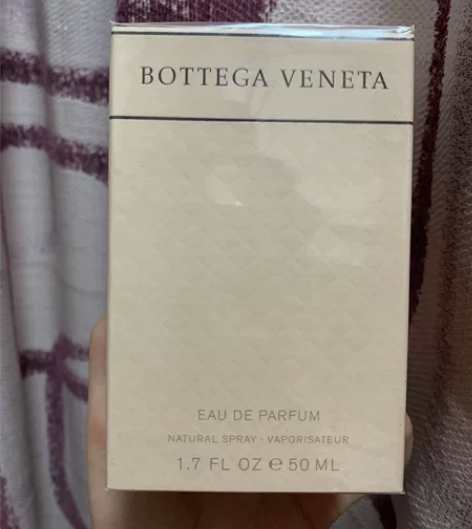 BOTTEGA VENETA
EAU DE PARFUM
NATURAL SPRAY · VAPORISATEUR
1.7 FL OZ ℮ 50 ML